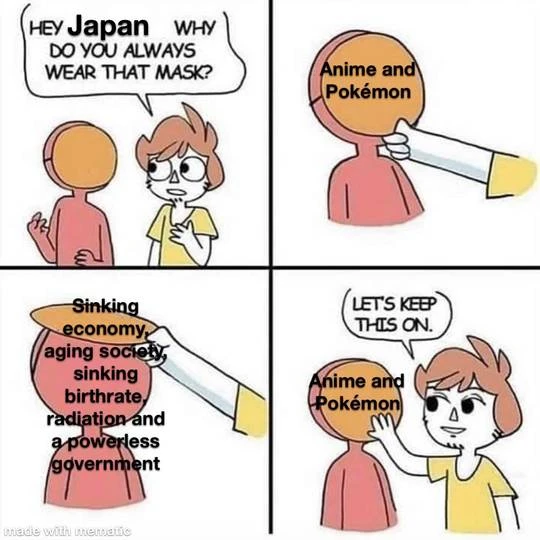 HEY Japan WHY
DO YOU ALWAYS
WEAR THAT MASK?
Anime and
Pokémon
Sinking
economy,
aging society,
sinking
birthrate,
radiation and
a powerless
government
LET'S KEEP
THIS ON.
Anime and
Pokémon
made with mematic